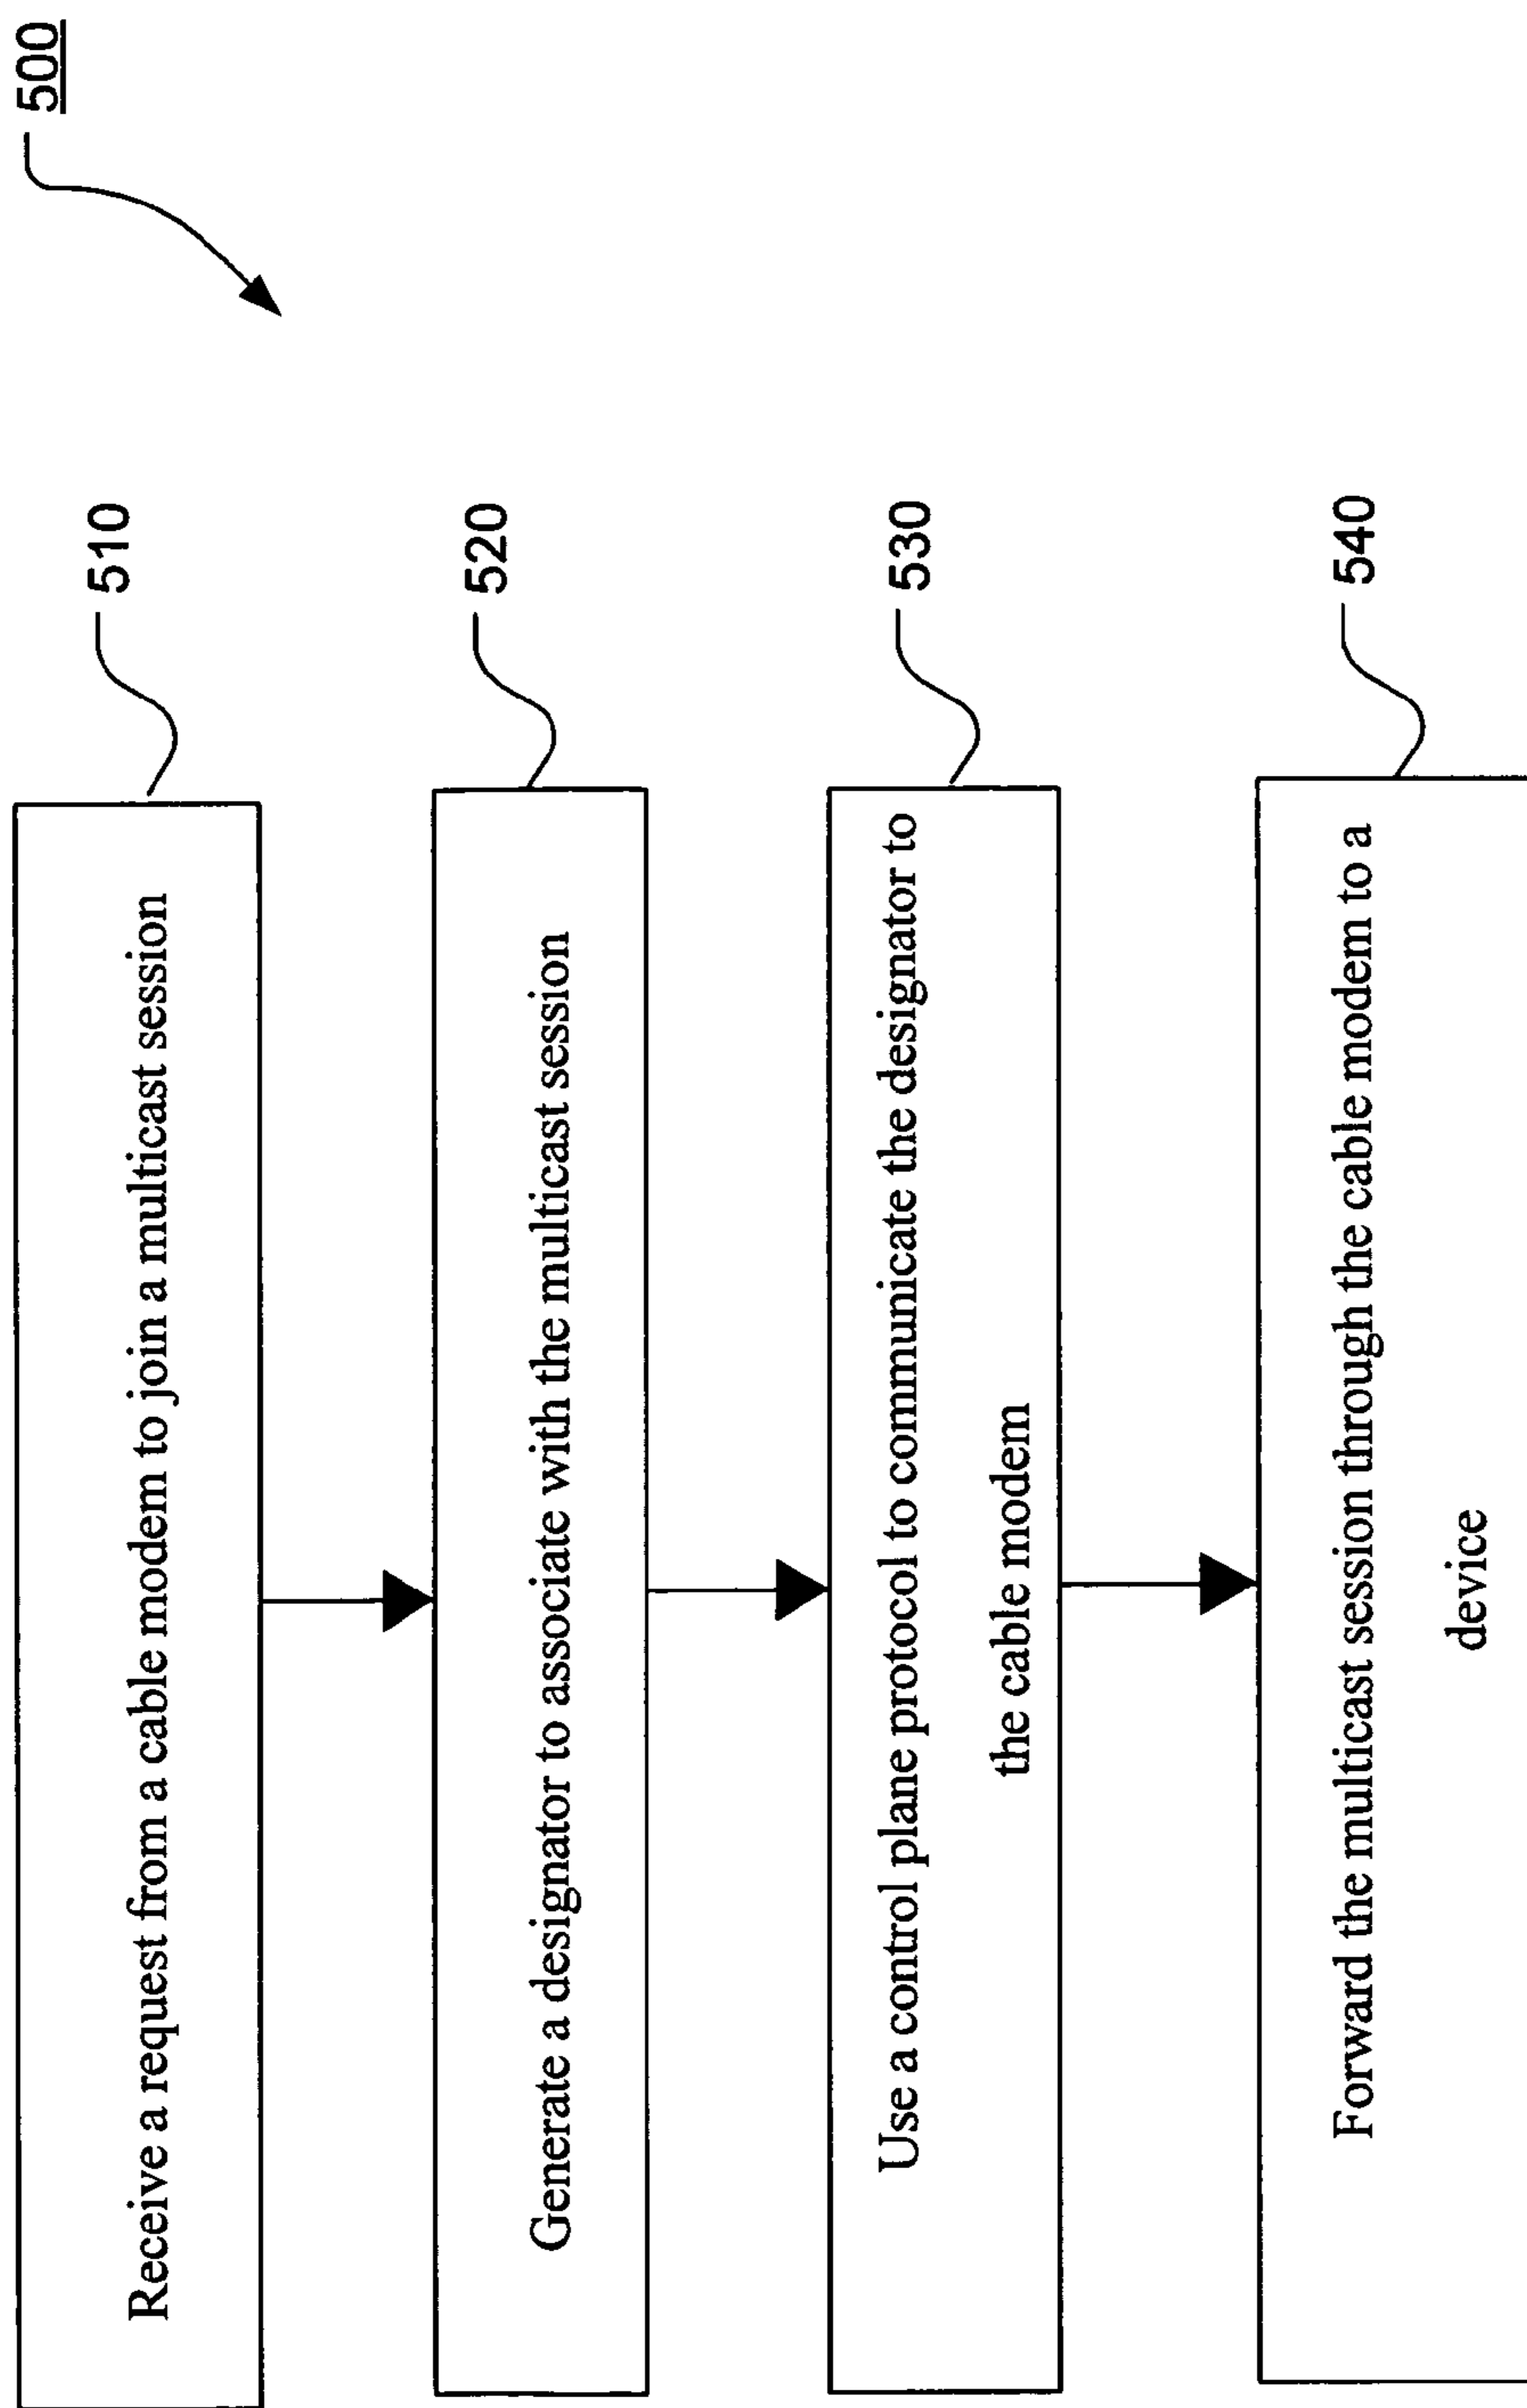 500
Receive a request from a cable modem to join a multicast session
510
Generate a designator to associate with the multicast session
520
Use a control plane protocol to communicate the designator to
the cable modem
530
Forward the multicast session through the cable modem to a
device
540